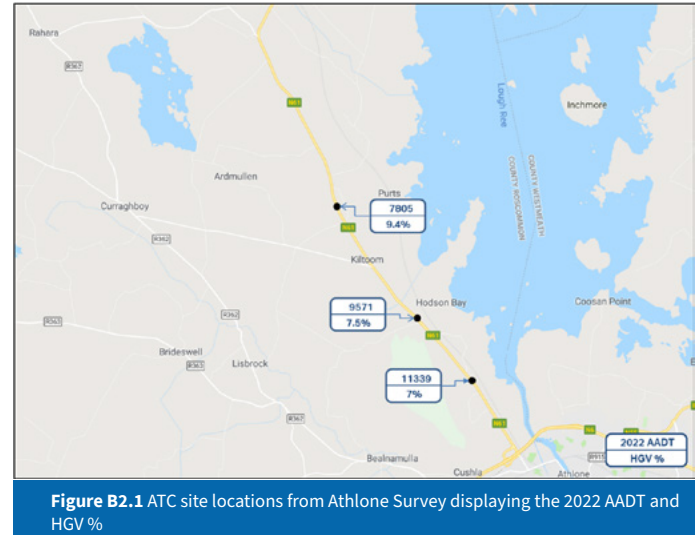 Rahara
R362
N61
Lough Ree
Inchmore
COUNTY WESTMEATH
COUNTY ROSCOMMON
Ardmullen
Purts
Curraghboy
7805
9.4%
N61
R362
Kiltoom
9571
7.5%
Hodson Bay
Coosan Point
R363
R362
N61
Brideswell
R363
Lisbrock
11339
7%
R362
N61
N6
2022 AADT
HGV %
Bealnamulla
Cushla
Athlone
Figure B2.1 ATC site locations from Athlone Survey displaying the 2022 AADT and
HGV %